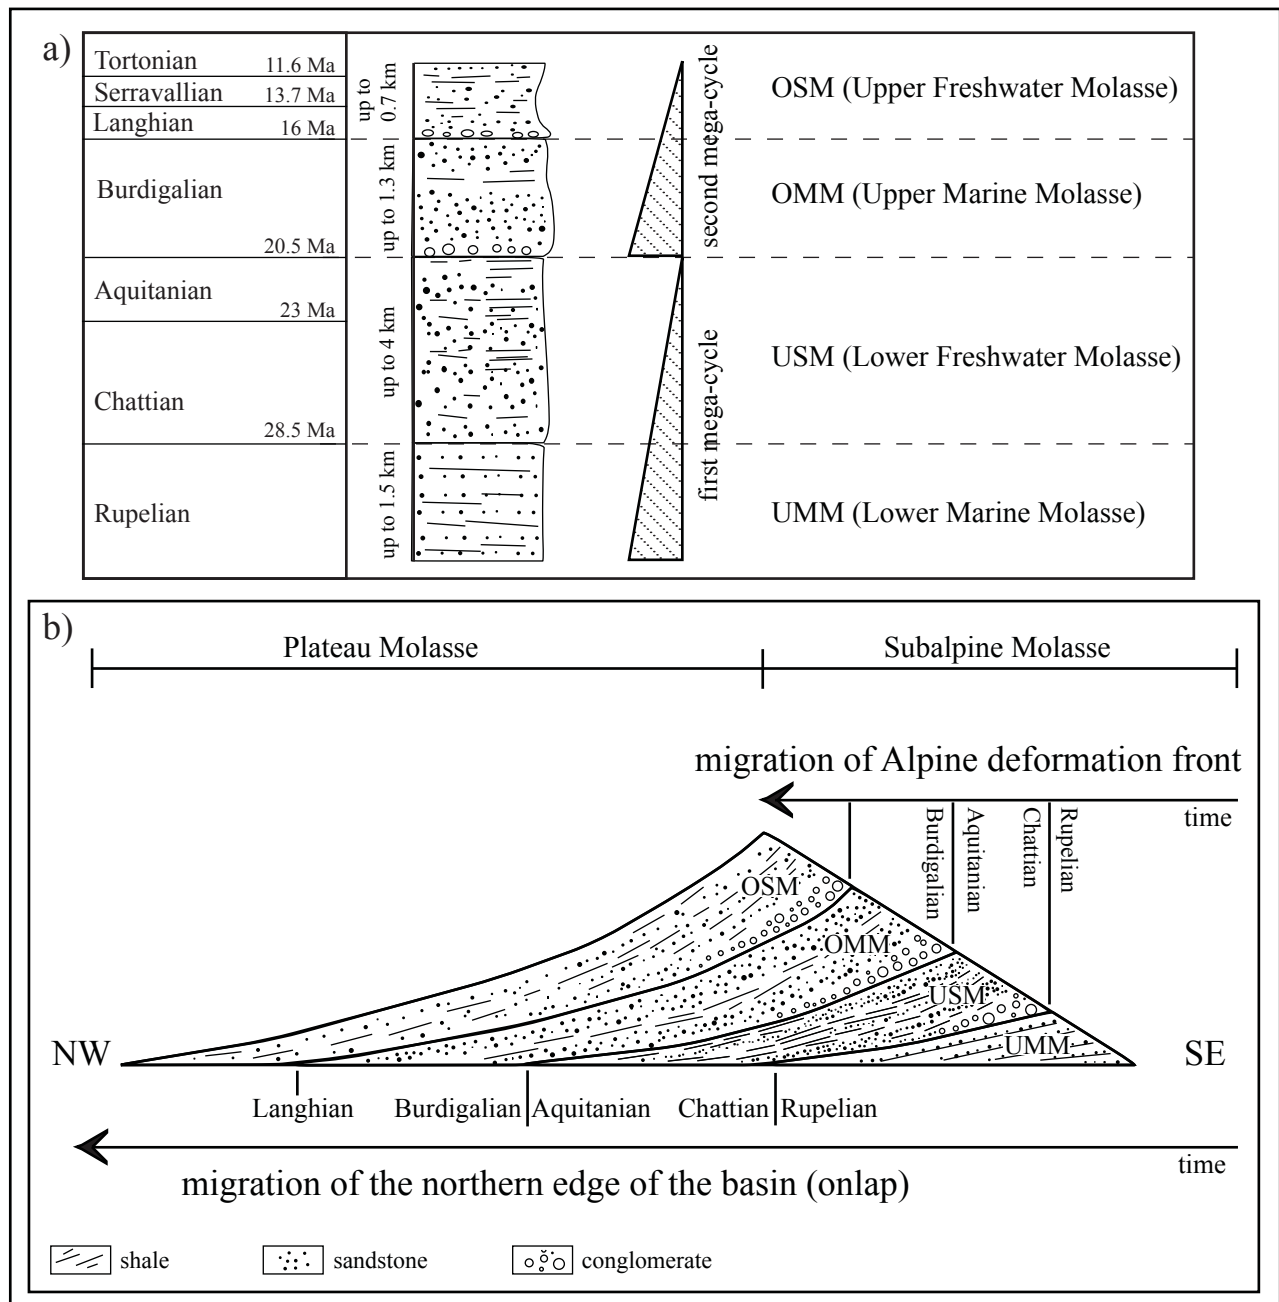 a)
Tortonian 11.6 Ma
Serravallian 13.7 Ma
Langhian 16 Ma
Burdigalian
20.5 Ma
Aquitanian
23 Ma
Chattian
28.5 Ma
Rupelian
up to
0.7 km
up to 1.3 km
up to 4 km
up to 1.5 km
second mega-cycle
first mega-cycle
OSM (Upper Freshwater Molasse)
OMM (Upper Marine Molasse)
USM (Lower Freshwater Molasse)
UMM (Lower Marine Molasse)
b)
Plateau Molasse
Subalpine Molasse
migration of Alpine deformation front
time
Burdigalian
Aquitanian
Chattian
Rupelian
OSM
OMM
USM
UMM
NW
SE
Langhian
Burdigalian
Aquitanian
Chattian
Rupelian
time
migration of the northern edge of the basin (onlap)
shale
sandstone
conglomerate